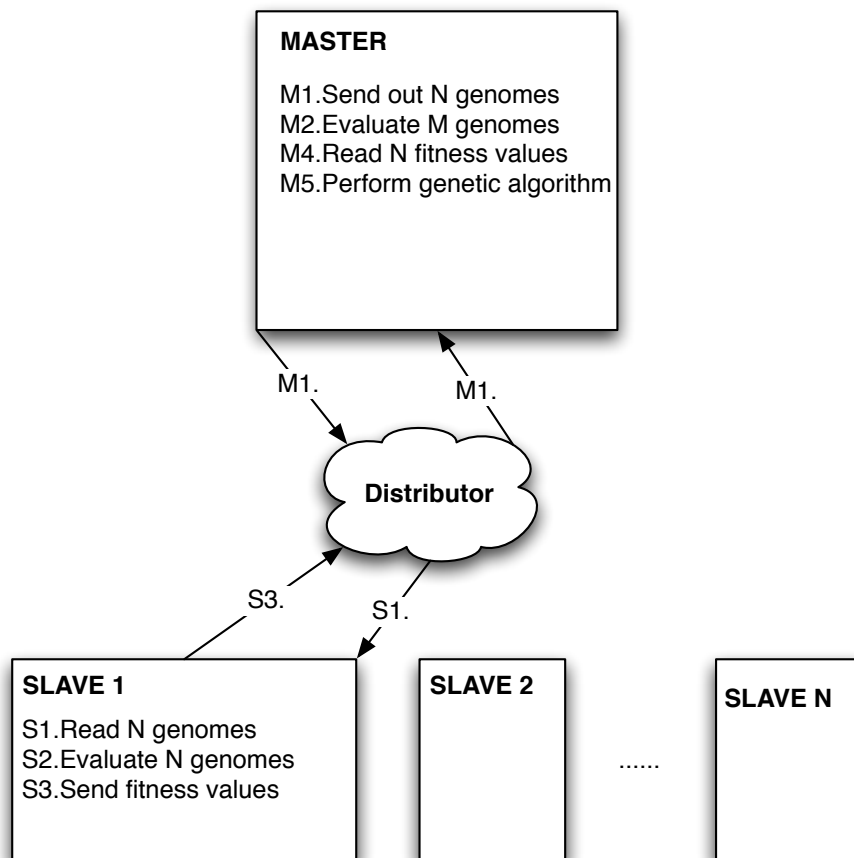 MASTER
M1.Send out N genomes
M2.Evaluate M genomes
M4.Read N fitness values
M5.Perform genetic algorithm
M1.
M1.
Distributor
S3.
S1.
SLAVE 1
S1.Read N genomes
S2.Evaluate N genomes
S3.Send fitness values
SLAVE 2
......
SLAVE N